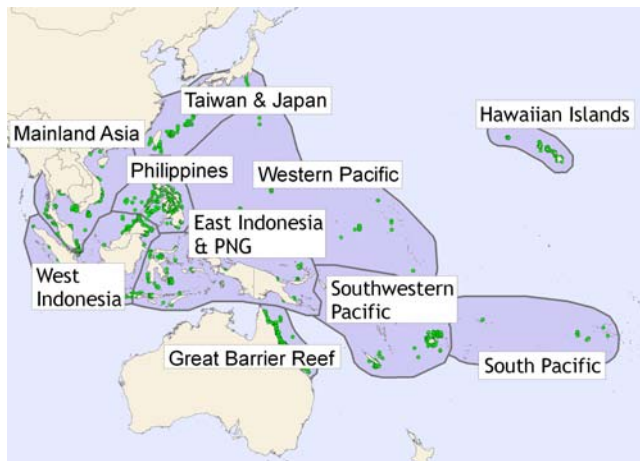 Taiwan & Japan
Hawaiian Islands
Mainland Asia
Philippines
Western Pacific
East Indonesia
& PNG
West
Indonesia
Southwestern
Pacific
Great Barrier Reef
South Pacific